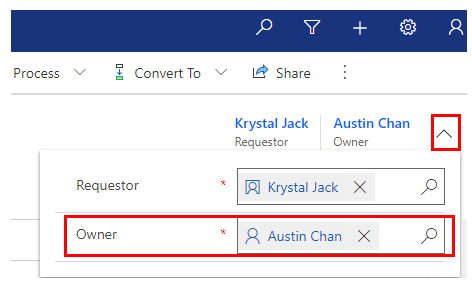 Process Convert To Share
Krystal Jack Austin Chan
Requestor Owner
Requestor * Krystal Jack
Owner * Austin Chan